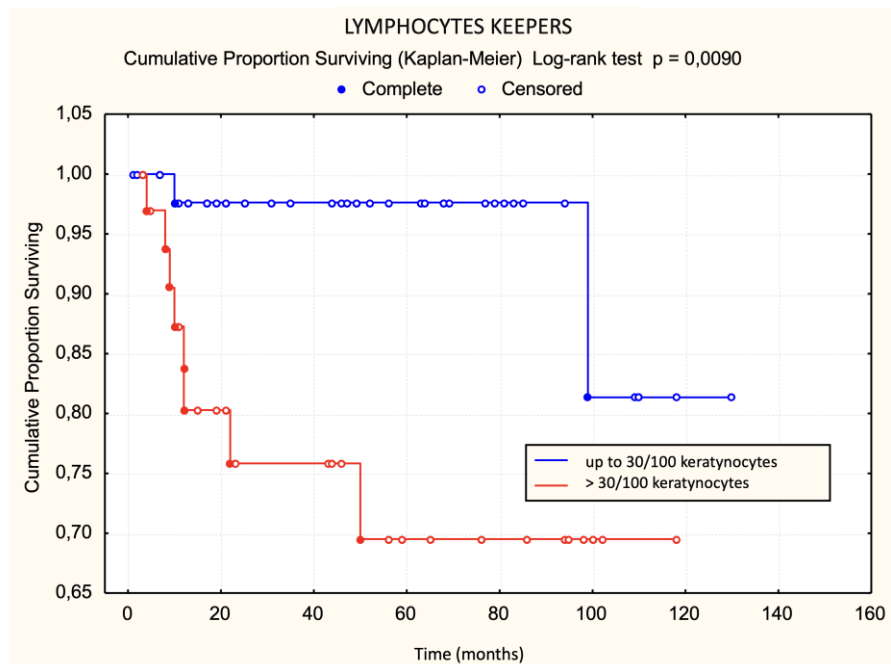 LYMPHOCYTES KEEPERS
Cumulative Proportion Surviving (Kaplan-Meier) Log-rank test p = 0,0090
Complete Censored
Cumulative Proportion Surviving
1,05
1,00
0,95
0,90
0,85
0,80
0,75
0,70
0,65
up to 30/100 keratynocytes
> 30/100 keratynocytes
0 20 40 60 80 100 120 140 160
Time (months)